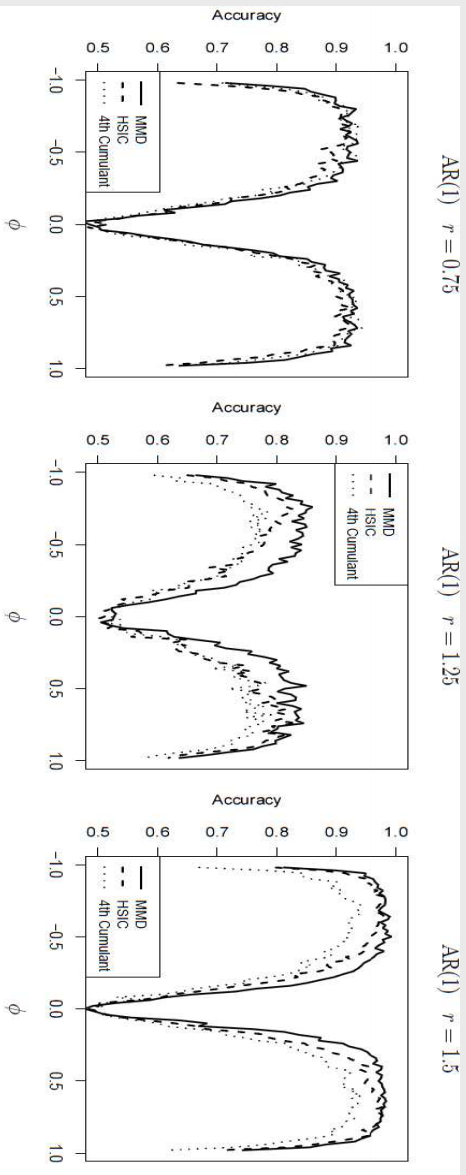 AR(1) r = 0.75
Accuracy
1.0
0.9
0.8
0.7
0.6
0.5
MMD
HSIC
4th Cumulant
−1.0 −0.5 0.0 0.5 1.0
ϕ
AR(1) r = 1.25
Accuracy
1.0
0.9
0.8
0.7
0.6
0.5
MMD
HSIC
4th Cumulant
−1.0 −0.5 0.0 0.5 1.0
ϕ
AR(1) r = 1.5
Accuracy
1.0
0.9
0.8
0.7
0.6
0.5
MMD
HSIC
4th Cumulant
−1.0 −0.5 0.0 0.5 1.0
ϕ